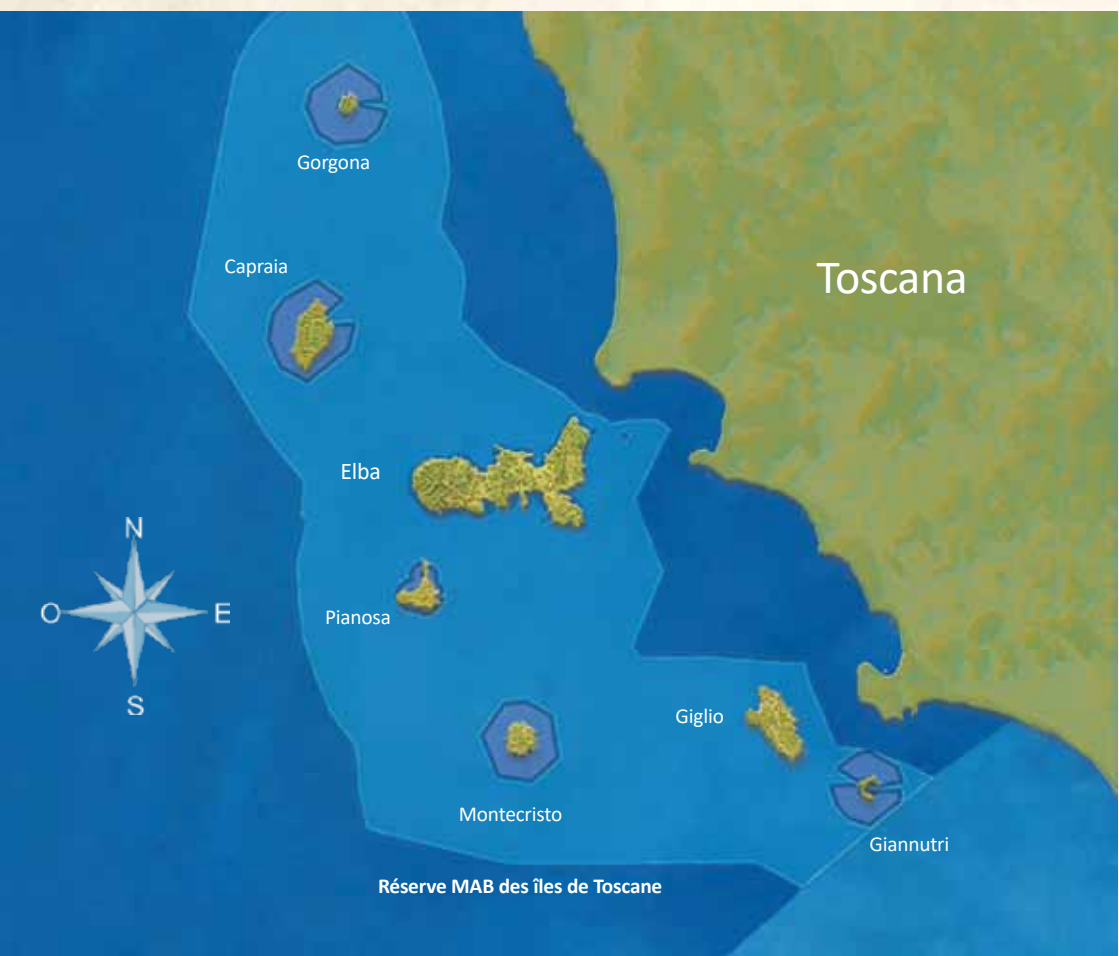 Gorgona
Capraia
Toscana
Elba
N
O
E
S
Pianosa
Giglio
Montecristo
Giannutri
Réserve MAB des îles de Toscane